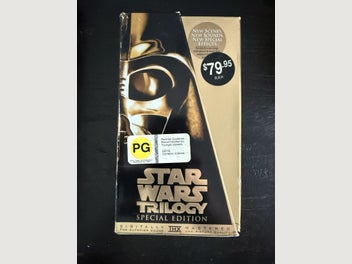 NEW SCENES,
NEW SOUNDS,
NEW SPECIAL
EFFECTS.
$79.95
R.R.P.
PG
STAR
WARS
TRILOGY
SPECIAL EDITION
DIGITALLY THX MASTERED